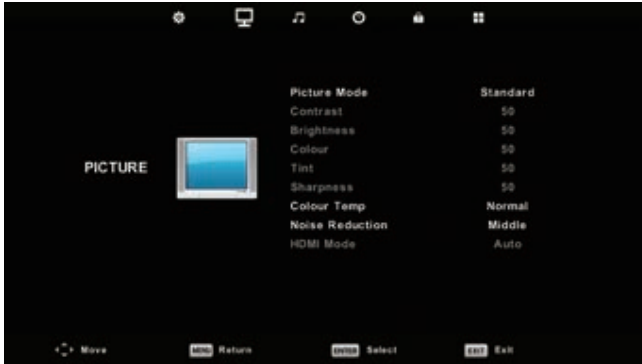 Picture Mode Standard
Contrast 50
Brightness 50
Colour 50
PICTURE
Tint 50
Sharpness 50
Colour Temp Normal
Noise Reduction Middle
HDMI Mode Auto
Move MENU Return ENTER Select EXIT Exit